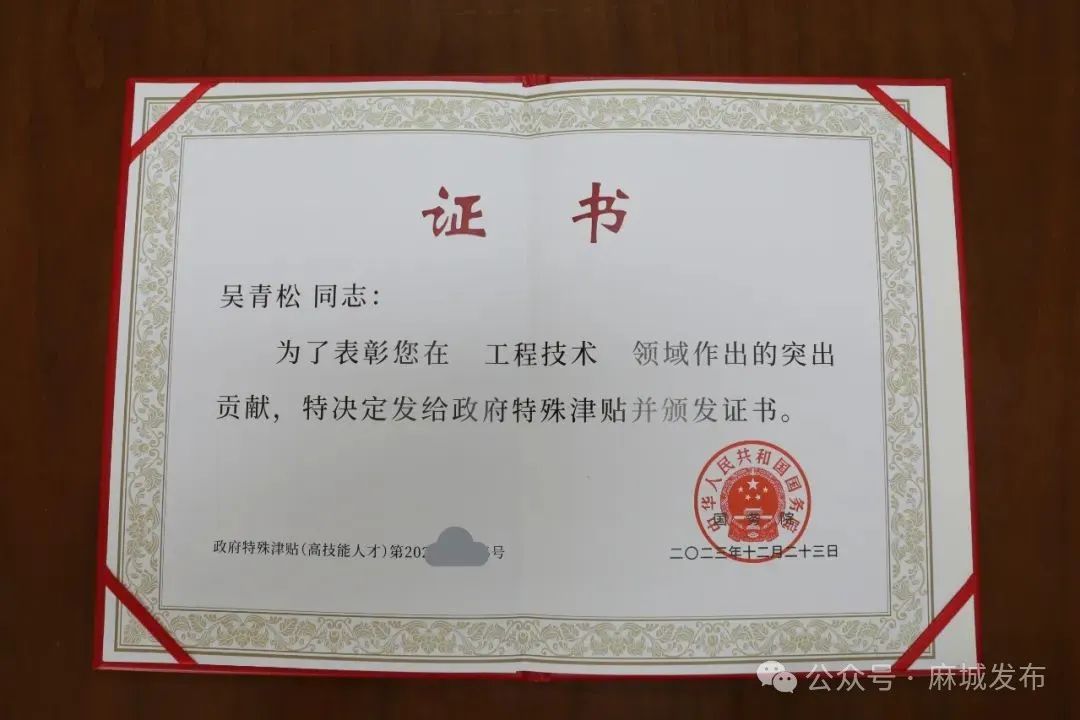 证 书
吴青松 同志：
为了表彰您在 工程技术 领域作出的突出
贡献，特决定发给政府特殊津贴并颁发证书。
中华人民共和国国务院
国务院
政府特殊津贴(高技能人才)第202 号
二〇二三年十二月二十三日
公众号 · 麻城发布